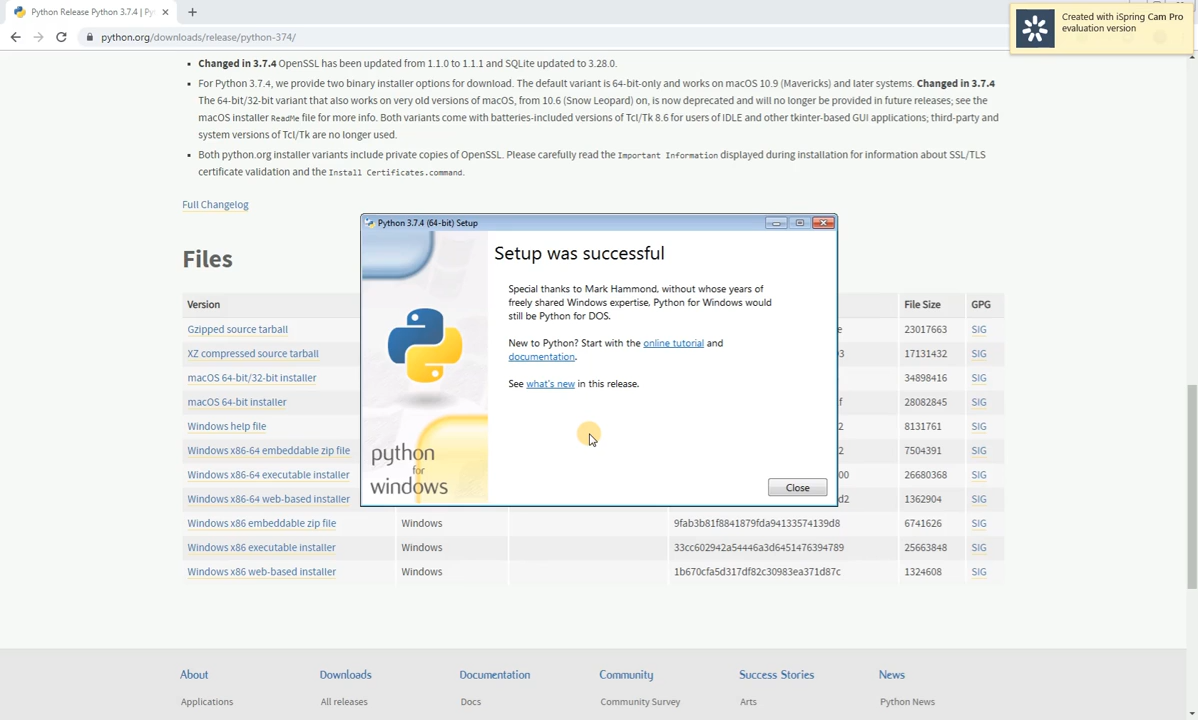 Python Release Python 3.7.4 | Py
Created with iSpring Cam Pro
evaluation version
python.org/downloads/release/python-374/
Changed in 3.7.4 OpenSSL has been updated from 1.1.0 to 1.1.1 and SQLite updated to 3.28.0.
For Python 3.7.4, we provide two binary installer options for download. The default variant is 64-bit-only and works on macOS 10.9 (Mavericks) and later systems. Changed in 3.7.4
The 64-bit/32-bit variant that also works on very old versions of macOS, from 10.6 (Snow Leopard) on, is now deprecated and will no longer be provided in future releases; see the
macOS installer ReadMe file for more info. Both variants come with batteries-included versions of Tcl/Tk 8.6 for users of IDLE and other tkinter-based GUI applications; third-party and
system versions of Tcl/Tk are no longer used.
Both python.org installer variants include private copies of OpenSSL. Please carefully read the Important Information displayed during installation for information about SSL/TLS
certificate validation and the Install Certificates.command.
Full Changelog
Files
Version File Size GPG
Gzipped source tarball e 23017663 SIG
XZ compressed source tarball 03 17131432 SIG
macOS 64-bit/32-bit installer 34898416 SIG
macOS 64-bit installer f 28082845 SIG
Windows help file 2 8131761 SIG
Windows x86-64 embeddable zip file 2 7504391 SIG
Windows x86-64 executable installer 00 26680368 SIG
Windows x86-64 web-based installer d2 1362904 SIG
Windows x86 embeddable zip file Windows 9fab3b81f8841879fda94133574139d8 6741626 SIG
Windows x86 executable installer Windows 33cc602942a54446a3d6451476394789 25663848 SIG
Windows x86 web-based installer Windows 1b670cfa5d317df82c30983ea371d87c 1324608 SIG
Python 3.7.4 (64-bit) Setup
Setup was successful
Special thanks to Mark Hammond, without whose years of
freely shared Windows expertise, Python for Windows would
still be Python for DOS.
New to Python? Start with the online tutorial and
documentation.
See what's new in this release.
python
for
windows
Close
About Downloads Documentation Community Success Stories News
Applications All releases Docs Community Survey Arts Python News